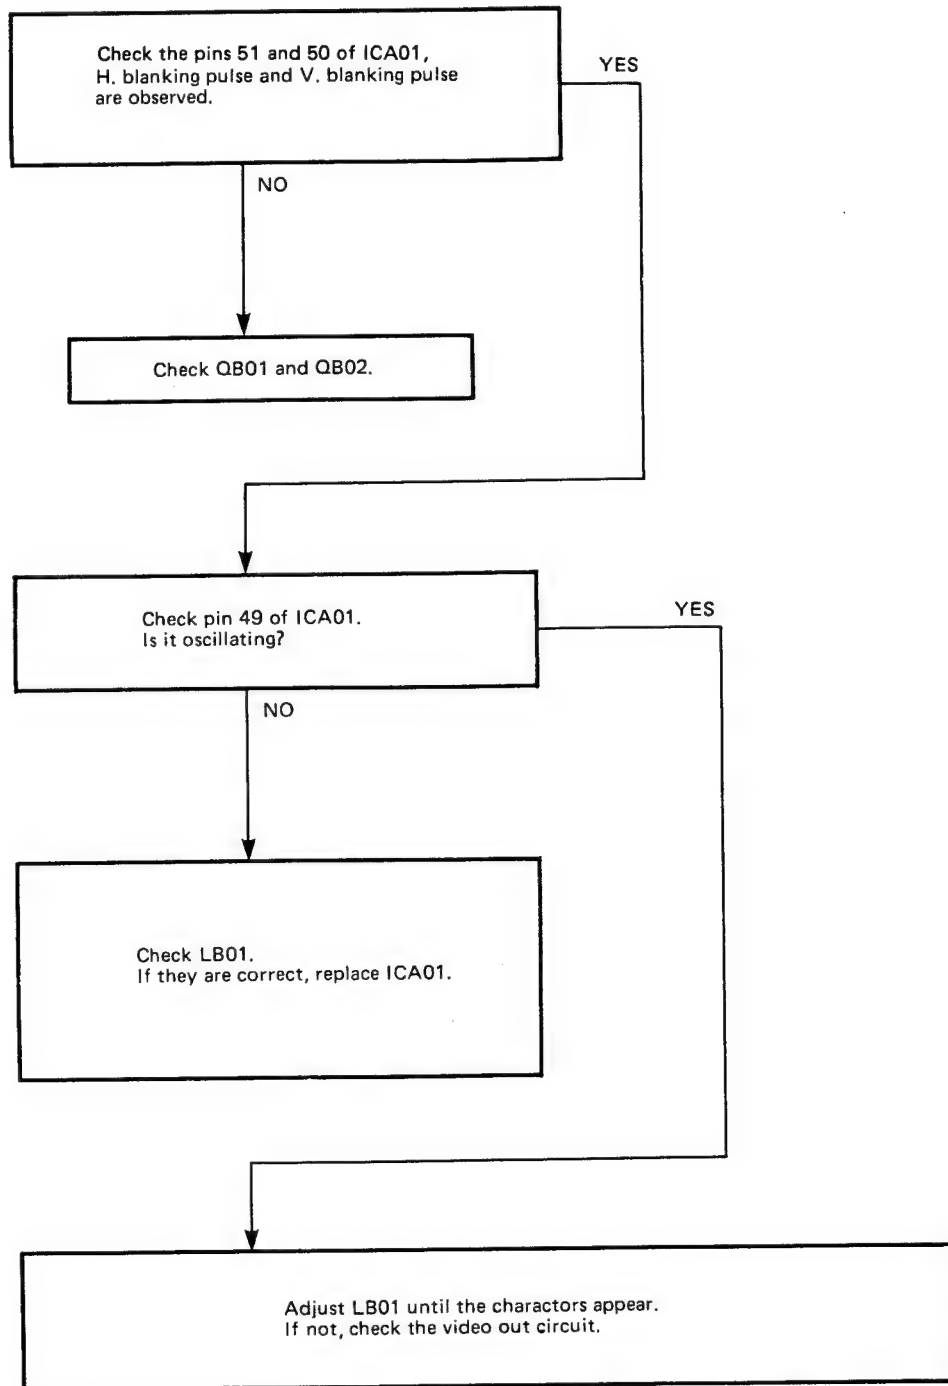 Check the pins 51 and 50 of ICA01,
H. blanking pulse and V. blanking pulse
are observed.
YES
NO
Check QB01 and QB02.
Check pin 49 of ICA01.
Is it oscillating?
YES
NO
Check LB01.
If they are correct, replace ICA01.
Adjust LB01 until the charactors appear.
If not, check the video out circuit.